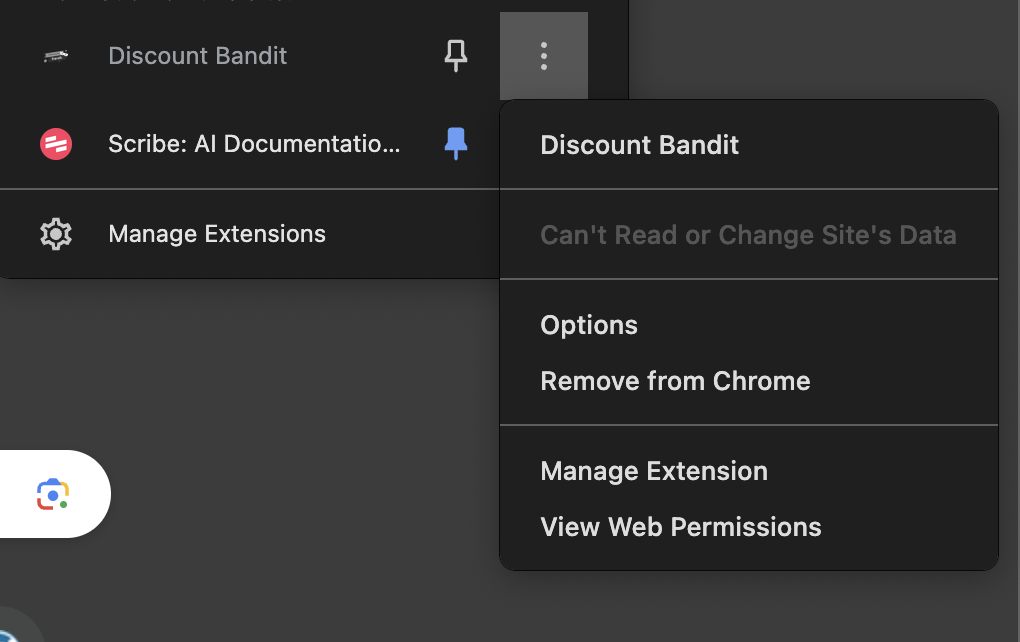 Discount Bandit
Scribe: AI Documentatio...
Manage Extensions
Discount Bandit
Can't Read or Change Site's Data
Options
Remove from Chrome
Manage Extension
View Web Permissions